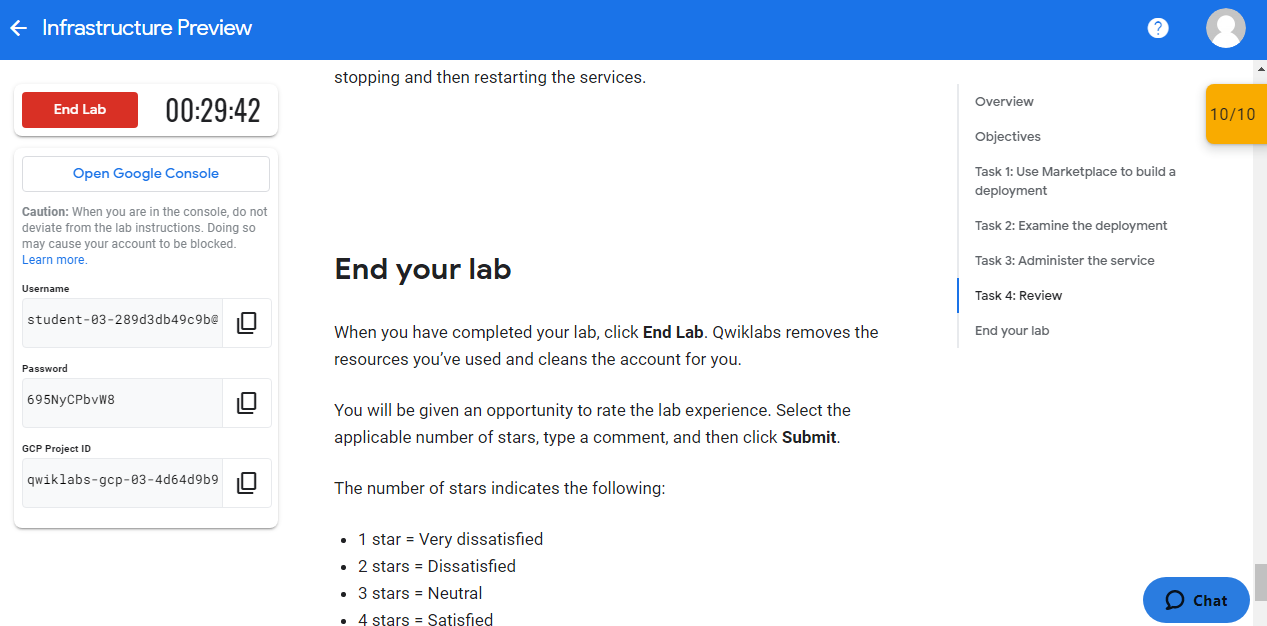 Infrastructure Preview
?
End Lab
00:29:42
Open Google Console
Caution: When you are in the console, do not
deviate from the lab instructions. Doing so
may cause your account to be blocked.
Learn more.
Username
student-03-289d3db49c9b@
Password
695NyCPbvW8
GCP Project ID
qwiklabs-gcp-03-4d64d9b9
stopping and then restarting the services.
End your lab
When you have completed your lab, click End Lab. Qwiklabs removes the
resources you’ve used and cleans the account for you.
You will be given an opportunity to rate the lab experience. Select the
applicable number of stars, type a comment, and then click Submit.
The number of stars indicates the following:
• 1 star = Very dissatisfied
• 2 stars = Dissatisfied
• 3 stars = Neutral
• 4 stars = Satisfied
Overview
Objectives
Task 1: Use Marketplace to build a
deployment
Task 2: Examine the deployment
Task 3: Administer the service
Task 4: Review
End your lab
10/10
Chat